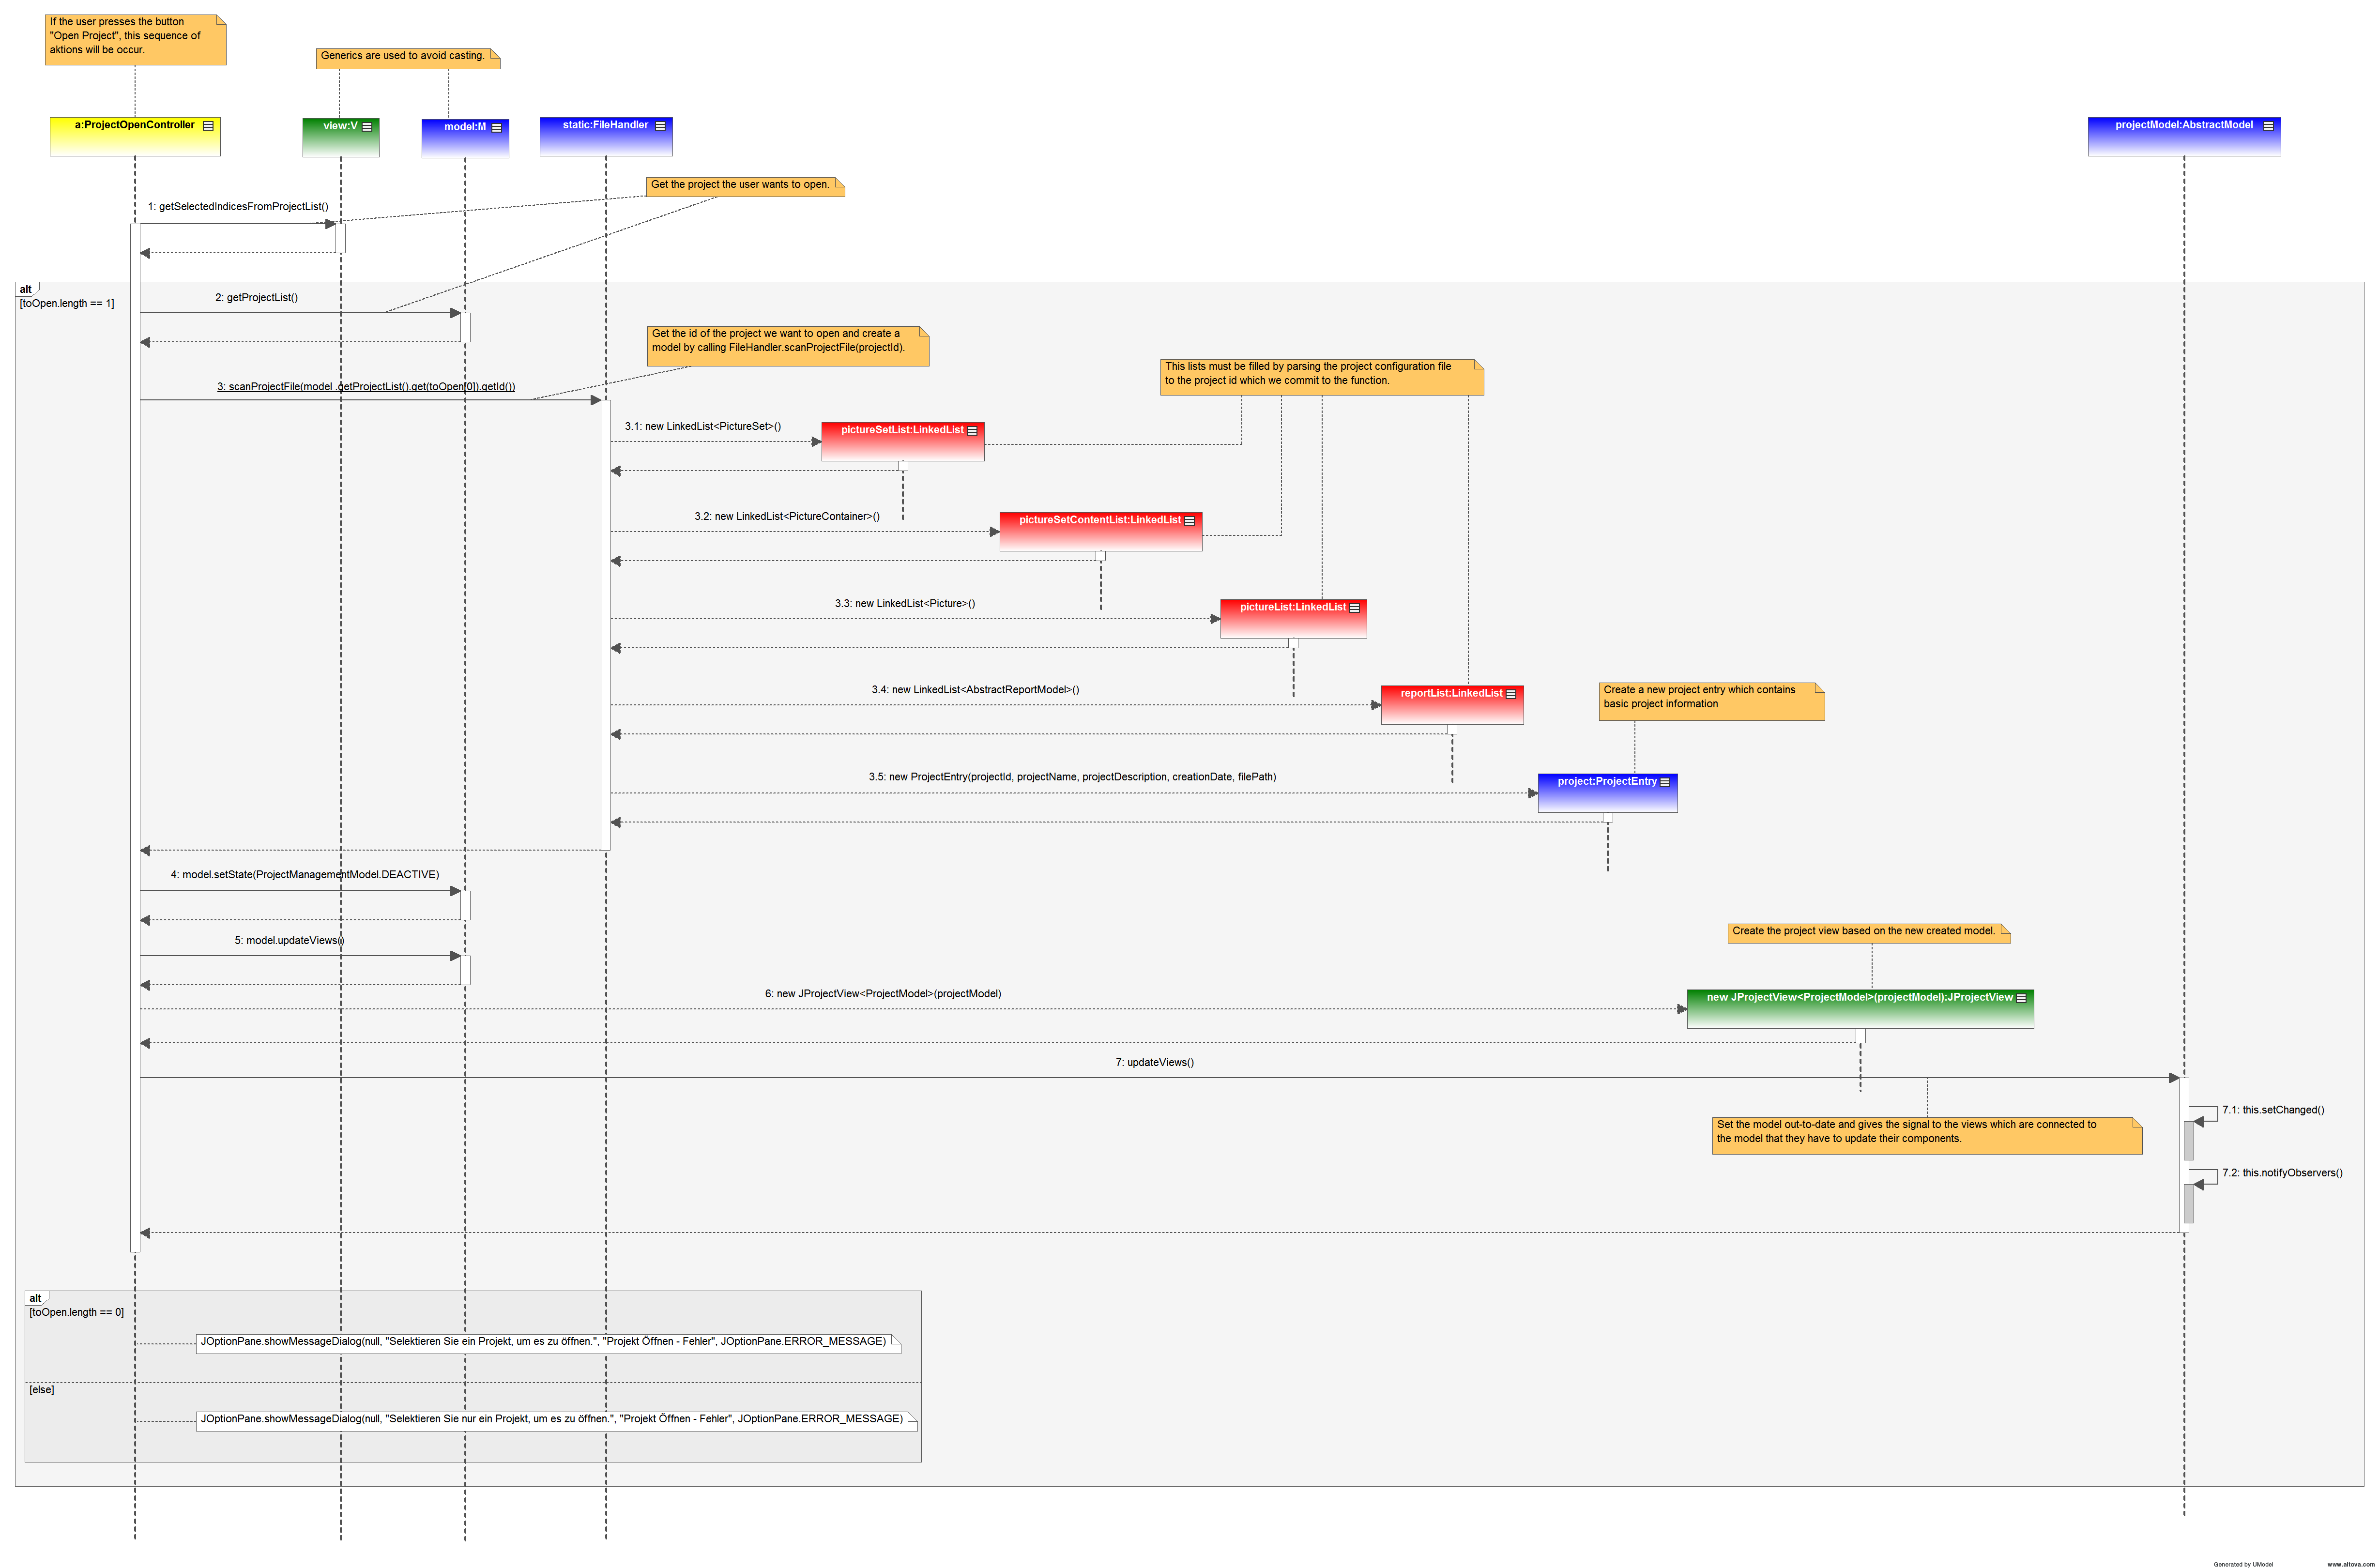 If the user presses the button
"Open Project", this sequence of
aktions will be occur.
Generics are used to avoid casting.
a:ProjectOpenController
view:V
model:M
static:FileHandler
projectModel:AbstractModel
Get the project the user wants to open.
1: getSelectedIndicesFromProjectList()
alt
[toOpen.length == 1]
2: getProjectList()
Get the id of the project we want to open and create a
model by calling FileHandler.scanProjectFile(projectId).
This lists must be filled by parsing the project configuration file
to the project id which we commit to the function.
3: scanProjectFile(model .getProjectList().get(toOpen[0]).getId())
3.1: new LinkedList<PictureSet>()
pictureSetList:LinkedList
3.2: new LinkedList<PictureContainer>()
pictureSetContentList:LinkedList
3.3: new LinkedList<Picture>()
pictureList:LinkedList
3.4: new LinkedList<AbstractReportModel>()
reportList:LinkedList
Create a new project entry which contains
basic project information
3.5: new ProjectEntry(projectId, projectName, projectDescription, creationDate, filePath)
project:ProjectEntry
4: model.setState(ProjectManagementModel.DEACTIVE)
5: model.updateViews()
Create the project view based on the new created model.
6: new JProjectView<ProjectModel>(projectModel)
new JProjectView<ProjectModel>(projectModel):JProjectView
7: updateViews()
7.1: this.setChanged()
Set the model out-to-date and gives the signal to the views which are connected to
the model that they have to update their components.
7.2: this.notifyObservers()
alt
[toOpen.length == 0]
JOptionPane.showMessageDialog(null, "Selektieren Sie ein Projekt, um es zu öffnen.", "Projekt Öffnen - Fehler", JOptionPane.ERROR_MESSAGE)
[else]
JOptionPane.showMessageDialog(null, "Selektieren Sie nur ein Projekt, um es zu öffnen.", "Projekt Öffnen - Fehler", JOptionPane.ERROR_MESSAGE)
Generated by UModel
www.altova.com